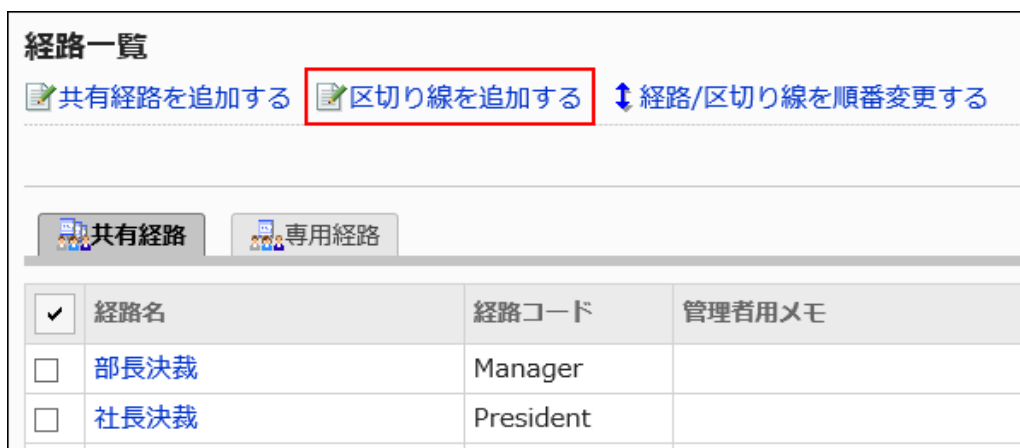 経路一覧
共有経路を追加する 区切り線を追加する 経路/区切り線を順番変更する
共有経路 専用経路
経路名 経路コード 管理者用メモ
部長決裁 Manager
社長決裁 President